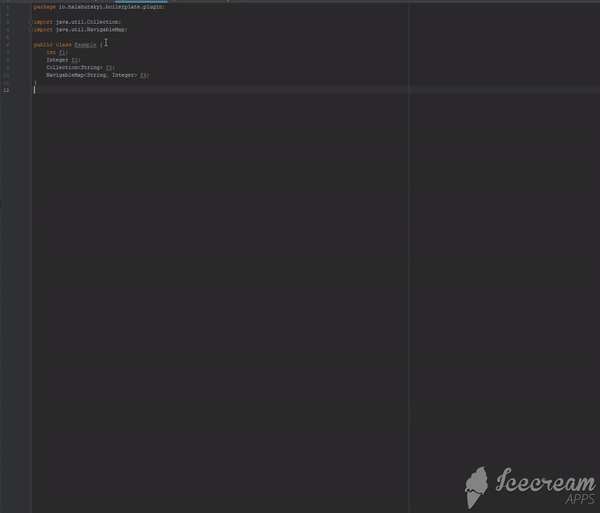 1 package io.halabutskyi.boilerplate.plugin;
2
3 import java.util.Collection;
4 import java.util.NavigableMap;
5
6 public class Example {
7 int f1;
8 Integer f2;
9 Collection<String> f3;
10 NavigableMap<String, Integer> f4;
11 }
12
Icecream
APPS